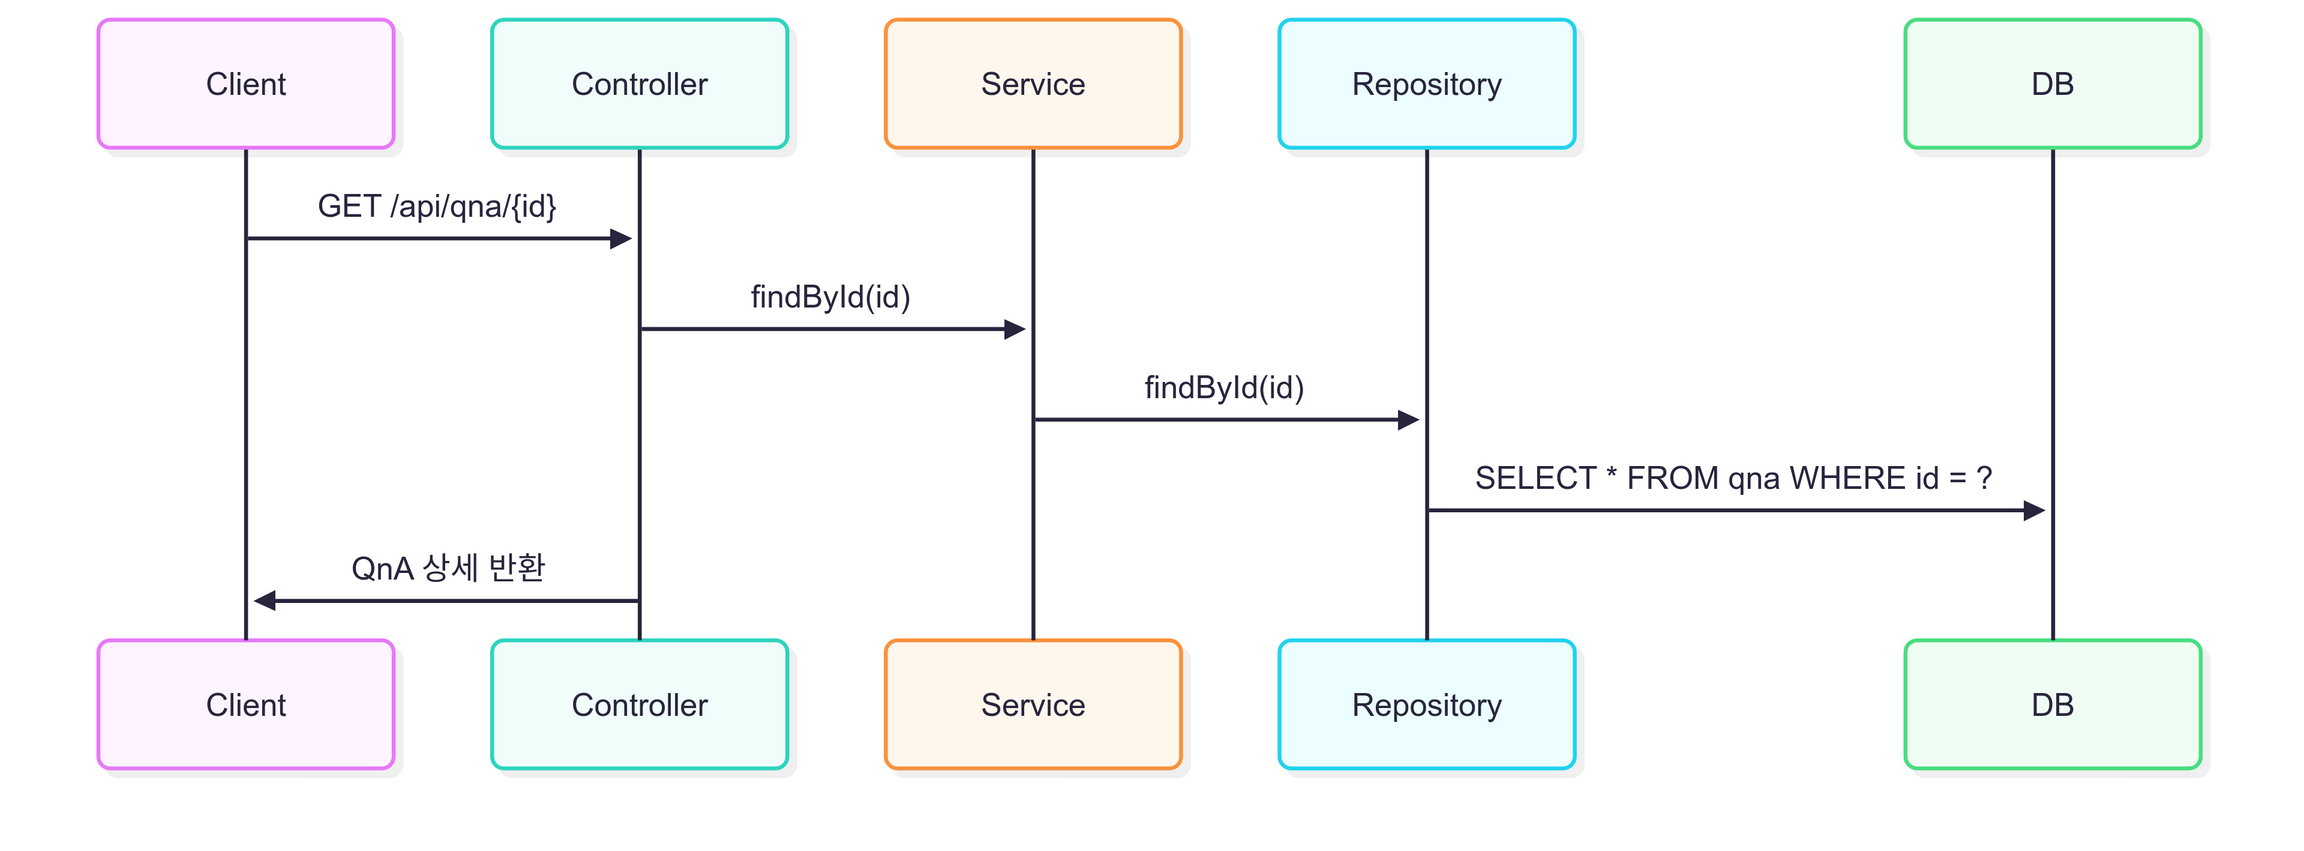 Client
Controller
Service
Repository
DB
GET /api/qna/{id}
findById(id)
findById(id)
SELECT * FROM qna WHERE id = ?
QnA 상세 반환
Client
Controller
Service
Repository
DB